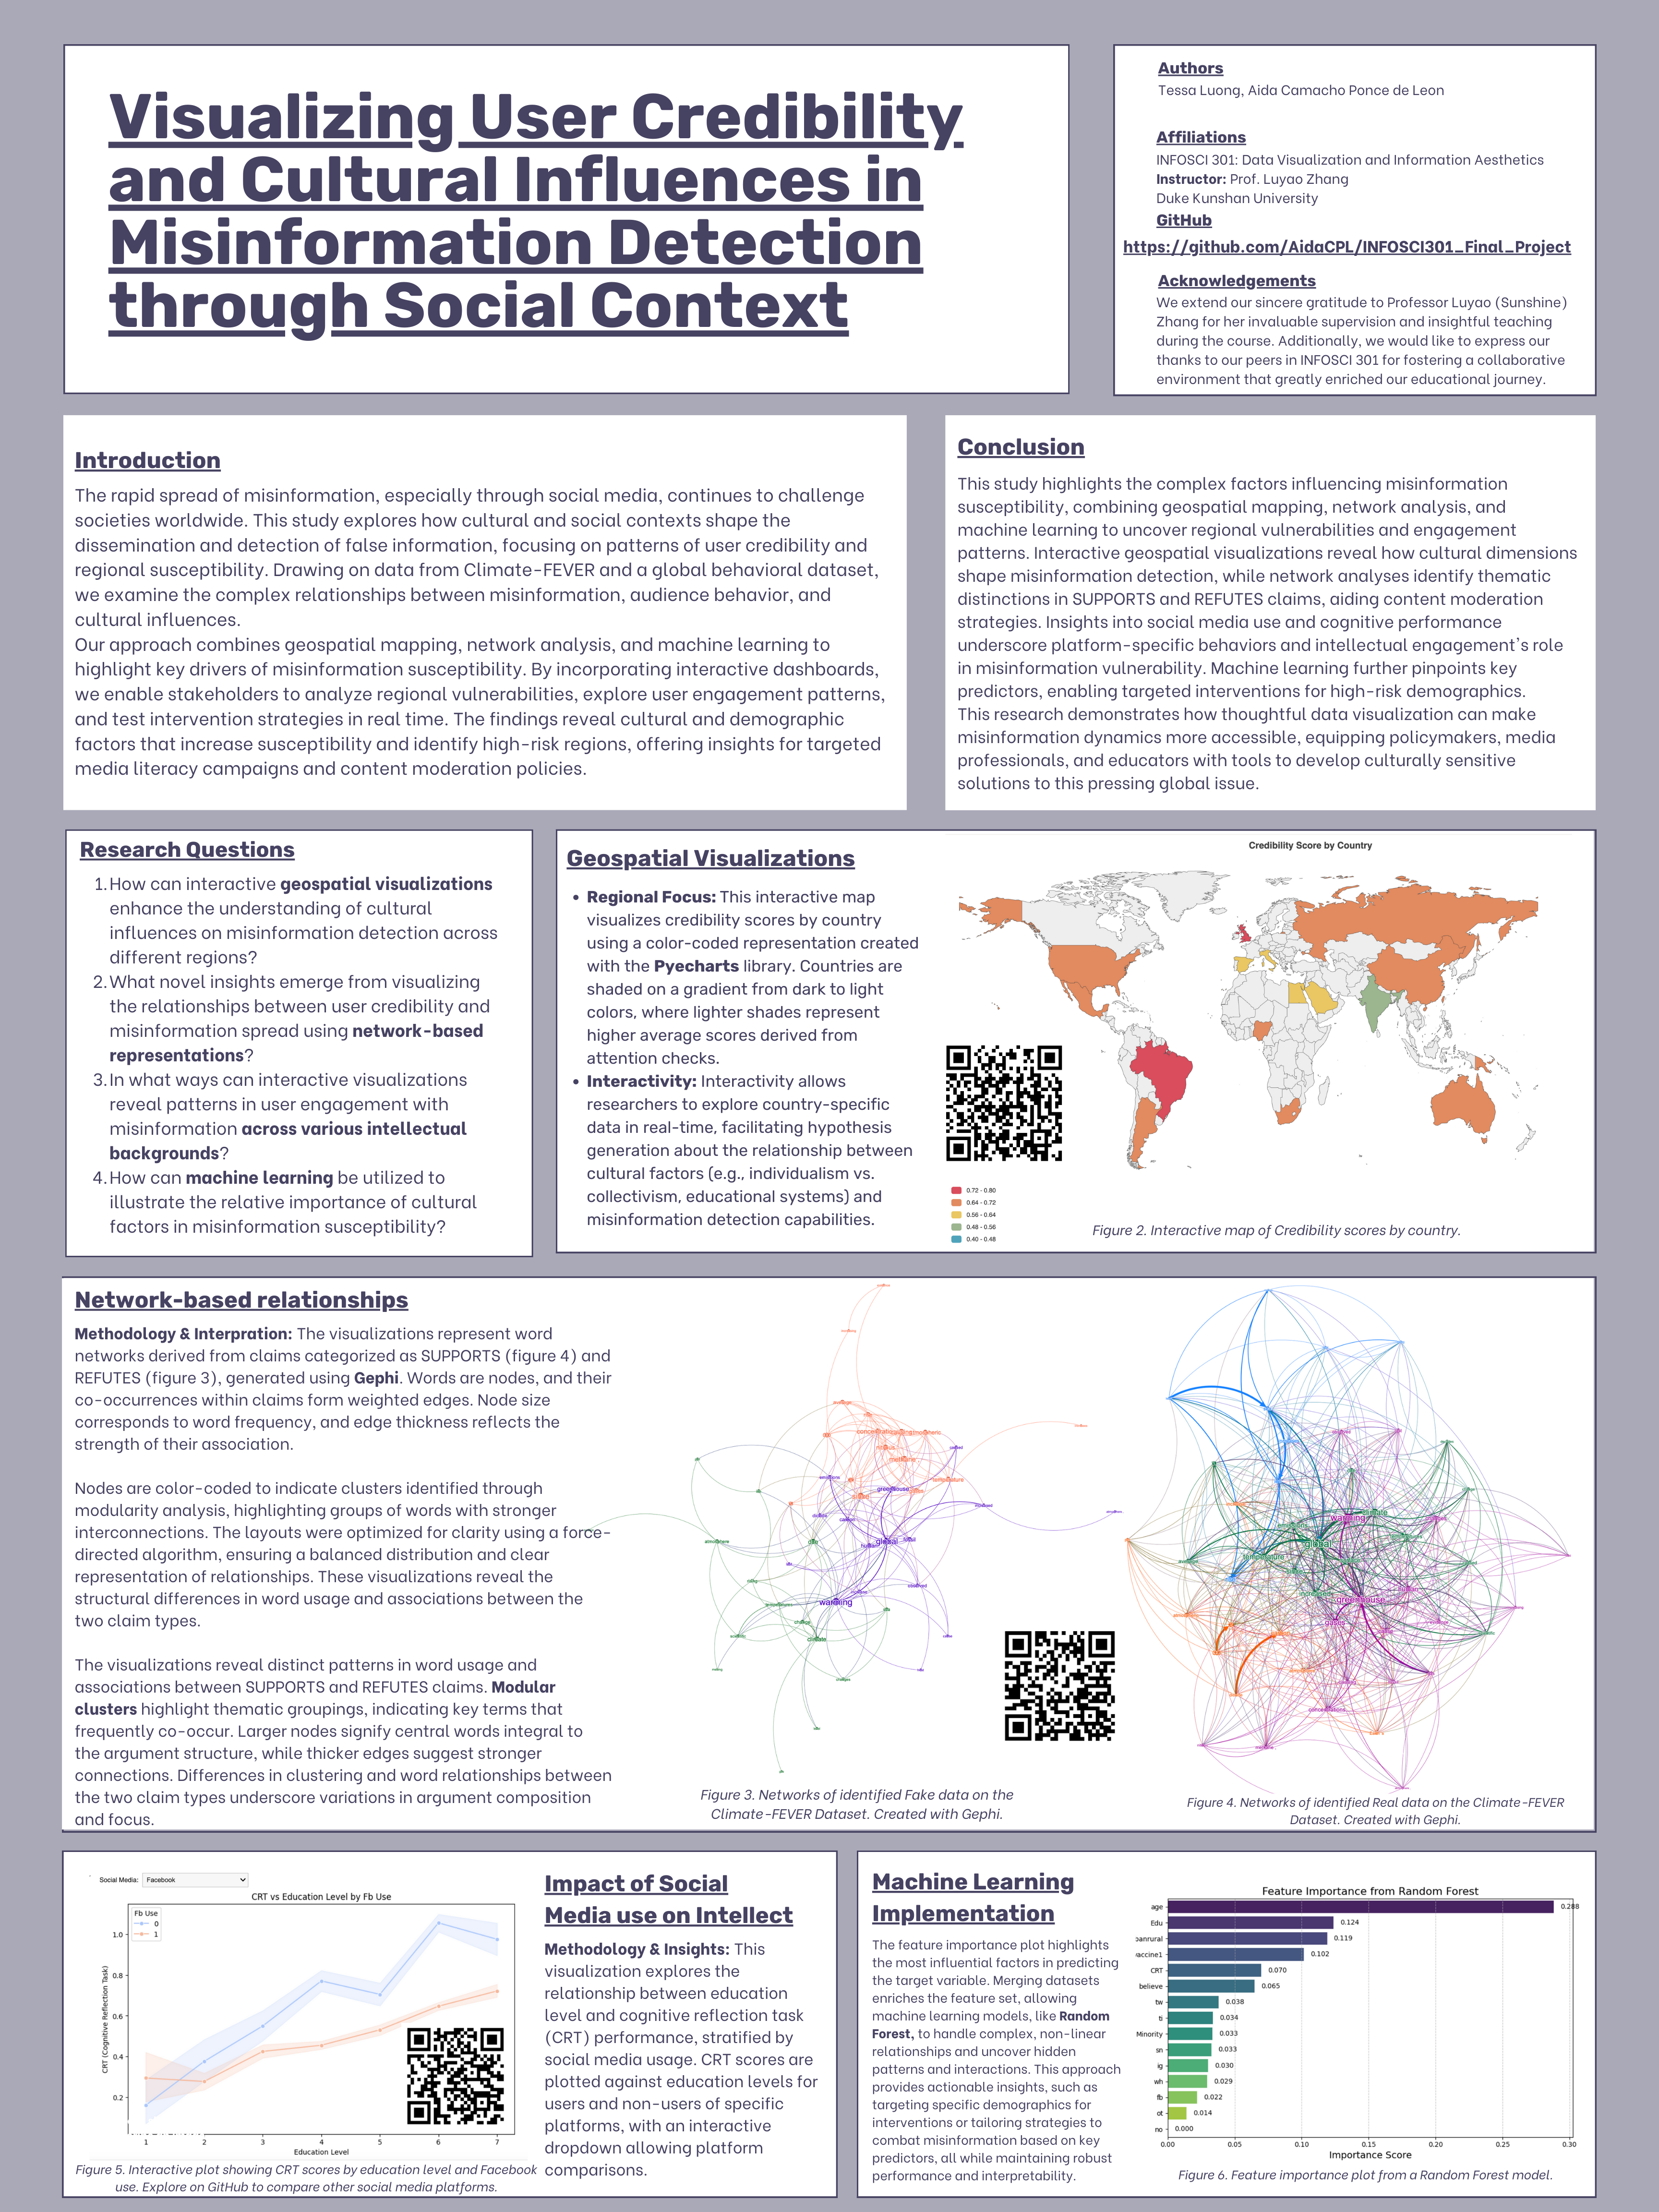 Visualizing User Credibility
and Cultural Influences in
Misinformation Detection
through Social Context
Authors
Tessa Luong, Aida Camacho Ponce de Leon
Affiliations
INFOSCI 301: Data Visualization and Information Aesthetics
Instructor: Prof. Luyao Zhang
Duke Kunshan University
GitHub
https://github.com/AidaCPL/INFOSCI301_Final_Project
Acknowledgements
We extend our sincere gratitude to Professor Luyao (Sunshine)
Zhang for her invaluable supervision and insightful teaching
during the course. Additionally, we would like to express our
thanks to our peers in INFOSCI 301 for fostering a collaborative
environment that greatly enriched our educational journey.
Introduction
The rapid spread of misinformation, especially through social media, continues to challenge
societies worldwide. This study explores how cultural and social contexts shape the
dissemination and detection of false information, focusing on patterns of user credibility and
regional susceptibility. Drawing on data from Climate-FEVER and a global behavioral dataset,
we examine the complex relationships between misinformation, audience behavior, and
cultural influences.
Our approach combines geospatial mapping, network analysis, and machine learning to
highlight key drivers of misinformation susceptibility. By incorporating interactive dashboards,
we enable stakeholders to analyze regional vulnerabilities, explore user engagement patterns,
and test intervention strategies in real time. The findings reveal cultural and demographic
factors that increase susceptibility and identify high-risk regions, offering insights for targeted
media literacy campaigns and content moderation policies.
Conclusion
This study highlights the complex factors influencing misinformation
susceptibility, combining geospatial mapping, network analysis, and
machine learning to uncover regional vulnerabilities and engagement
patterns. Interactive geospatial visualizations reveal how cultural dimensions
shape misinformation detection, while network analyses identify thematic
distinctions in SUPPORTS and REFUTES claims, aiding content moderation
strategies. Insights into social media use and cognitive performance
underscore platform-specific behaviors and intellectual engagement's role
in misinformation vulnerability. Machine learning further pinpoints key
predictors, enabling targeted interventions for high-risk demographics.
This research demonstrates how thoughtful data visualization can make
misinformation dynamics more accessible, equipping policymakers, media
professionals, and educators with tools to develop culturally sensitive
solutions to this pressing global issue.
Research Questions
1. How can interactive geospatial visualizations
enhance the understanding of cultural
influences on misinformation detection across
different regions?
2. What novel insights emerge from visualizing
the relationships between user credibility and
misinformation spread using network-based
representations?
3. In what ways can interactive visualizations
reveal patterns in user engagement with
misinformation across various intellectual
backgrounds?
4. How can machine learning be utilized to
illustrate the relative importance of cultural
factors in misinformation susceptibility?
Geospatial Visualizations
• Regional Focus: This interactive map
visualizes credibility scores by country
using a color-coded representation created
with the Pyecharts library. Countries are
shaded on a gradient from dark to light
colors, where lighter shades represent
higher average scores derived from
attention checks.
• Interactivity: Interactivity allows
researchers to explore country-specific
data in real-time, facilitating hypothesis
generation about the relationship between
cultural factors (e.g., individualism vs.
collectivism, educational systems) and
misinformation detection capabilities.
Credibility Score by Country
0.72 - 0.80
0.64 - 0.72
0.56 - 0.64
0.48 - 0.56
0.40 - 0.48
Figure 2. Interactive map of Credibility scores by country.
Network-based relationships
Methodology & Interpration: The visualizations represent word
networks derived from claims categorized as SUPPORTS (figure 4) and
REFUTES (figure 3), generated using Gephi. Words are nodes, and their
co-occurrences within claims form weighted edges. Node size
corresponds to word frequency, and edge thickness reflects the
strength of their association.
Nodes are color-coded to indicate clusters identified through
modularity analysis, highlighting groups of words with stronger
interconnections. The layouts were optimized for clarity using a force-
directed algorithm, ensuring a balanced distribution and clear
representation of relationships. These visualizations reveal the
structural differences in word usage and associations between the
two claim types.
The visualizations reveal distinct patterns in word usage and
associations between SUPPORTS and REFUTES claims. Modular
clusters highlight thematic groupings, indicating key terms that
frequently co-occur. Larger nodes signify central words integral to
the argument structure, while thicker edges suggest stronger
connections. Differences in clustering and word relationships between
the two claim types underscore variations in argument composition
and focus.
methane
temperature
greenhouse
global
atmosphere
warming
climate
Figure 3. Networks of identified Fake data on the
Climate-FEVER Dataset. Created with Gephi.
warming
climate
global
temperature
greenhouse
gases
concentrations
Figure 4. Networks of identified Real data on the Climate-FEVER
Dataset. Created with Gephi.
Social Media: Facebook
CRT vs Education Level by Fb Use
Fb Use
0
1
CRT (Cognitive Reflection Task)
1.0
0.8
0.6
0.4
0.2
1 2 3 4 5 6 7
Education Level
Figure 5. Interactive plot showing CRT scores by education level and Facebook
use. Explore on GitHub to compare other social media platforms.
Impact of Social
Media use on Intellect
Methodology & Insights: This
visualization explores the
relationship between education
level and cognitive reflection task
(CRT) performance, stratified by
social media usage. CRT scores are
plotted against education levels for
users and non-users of specific
platforms, with an interactive
dropdown allowing platform
comparisons.
Machine Learning
Implementation
The feature importance plot highlights
the most influential factors in predicting
the target variable. Merging datasets
enriches the feature set, allowing
machine learning models, like Random
Forest, to handle complex, non-linear
relationships and uncover hidden
patterns and interactions. This approach
provides actionable insights, such as
targeting specific demographics for
interventions or tailoring strategies to
combat misinformation based on key
predictors, all while maintaining robust
performance and interpretability.
Feature Importance from Random Forest
age 0.288
Edu 0.124
banrural 0.119
vaccine1 0.102
CRT 0.070
believe 0.065
tw 0.038
ti 0.034
Minority 0.033
sn 0.033
ig 0.030
wh 0.029
fb 0.022
ot 0.014
no 0.000
0.00 0.05 0.10 0.15 0.20 0.25 0.30
Importance Score
Figure 6. Feature importance plot from a Random Forest model.